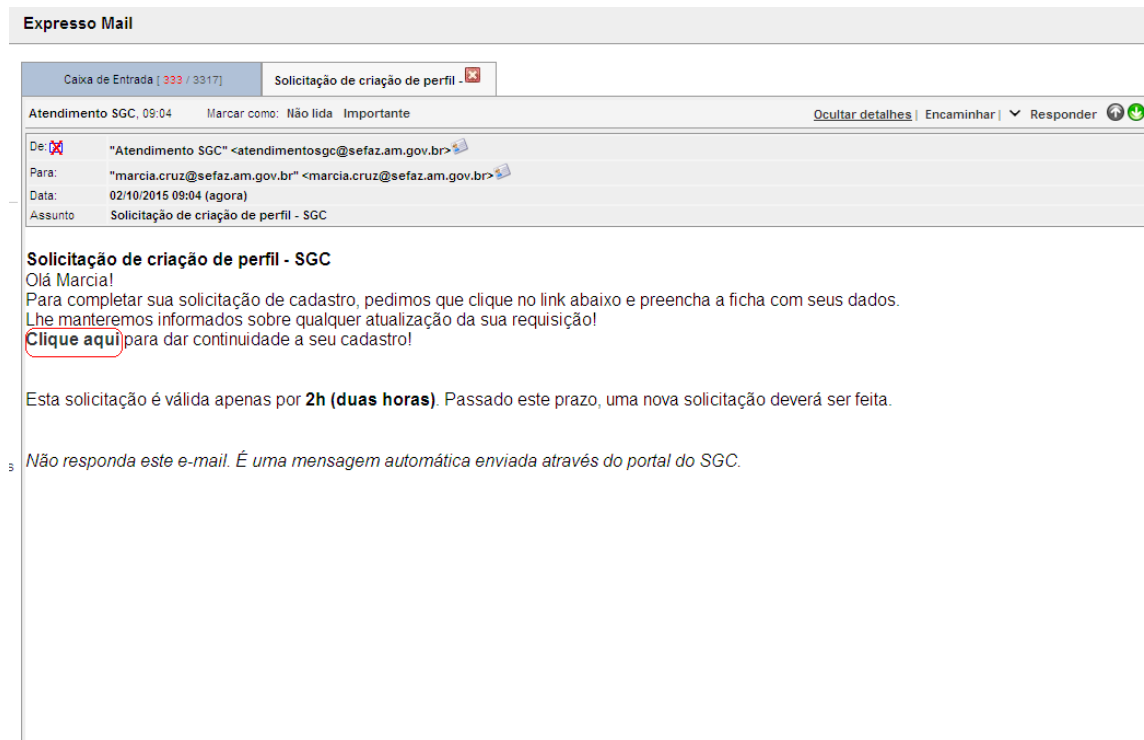 Expresso Mail
Caixa de Entrada [ 333 / 3317]
Solicitação de criação de perfil -
Atendimento SGC, 09:04 Marcar como: Não lida Importante Ocultar detalhes | Encaminhar | Responder
De: "Atendimento SGC" <atendimentosgc@sefaz.am.gov.br>
Para: "marcia.cruz@sefaz.am.gov.br" <marcia.cruz@sefaz.am.gov.br>
Data: 02/10/2015 09:04 (agora)
Assunto Solicitação de criação de perfil - SGC
Solicitação de criação de perfil - SGC
Olá Marcia!
Para completar sua solicitação de cadastro, pedimos que clique no link abaixo e preencha a ficha com seus dados.
Lhe manteremos informados sobre qualquer atualização da sua requisição!
Clique aqui para dar continuidade a seu cadastro!
Esta solicitação é válida apenas por 2h (duas horas). Passado este prazo, uma nova solicitação deverá ser feita.
s
Não responda este e-mail. É uma mensagem automática enviada através do portal do SGC.